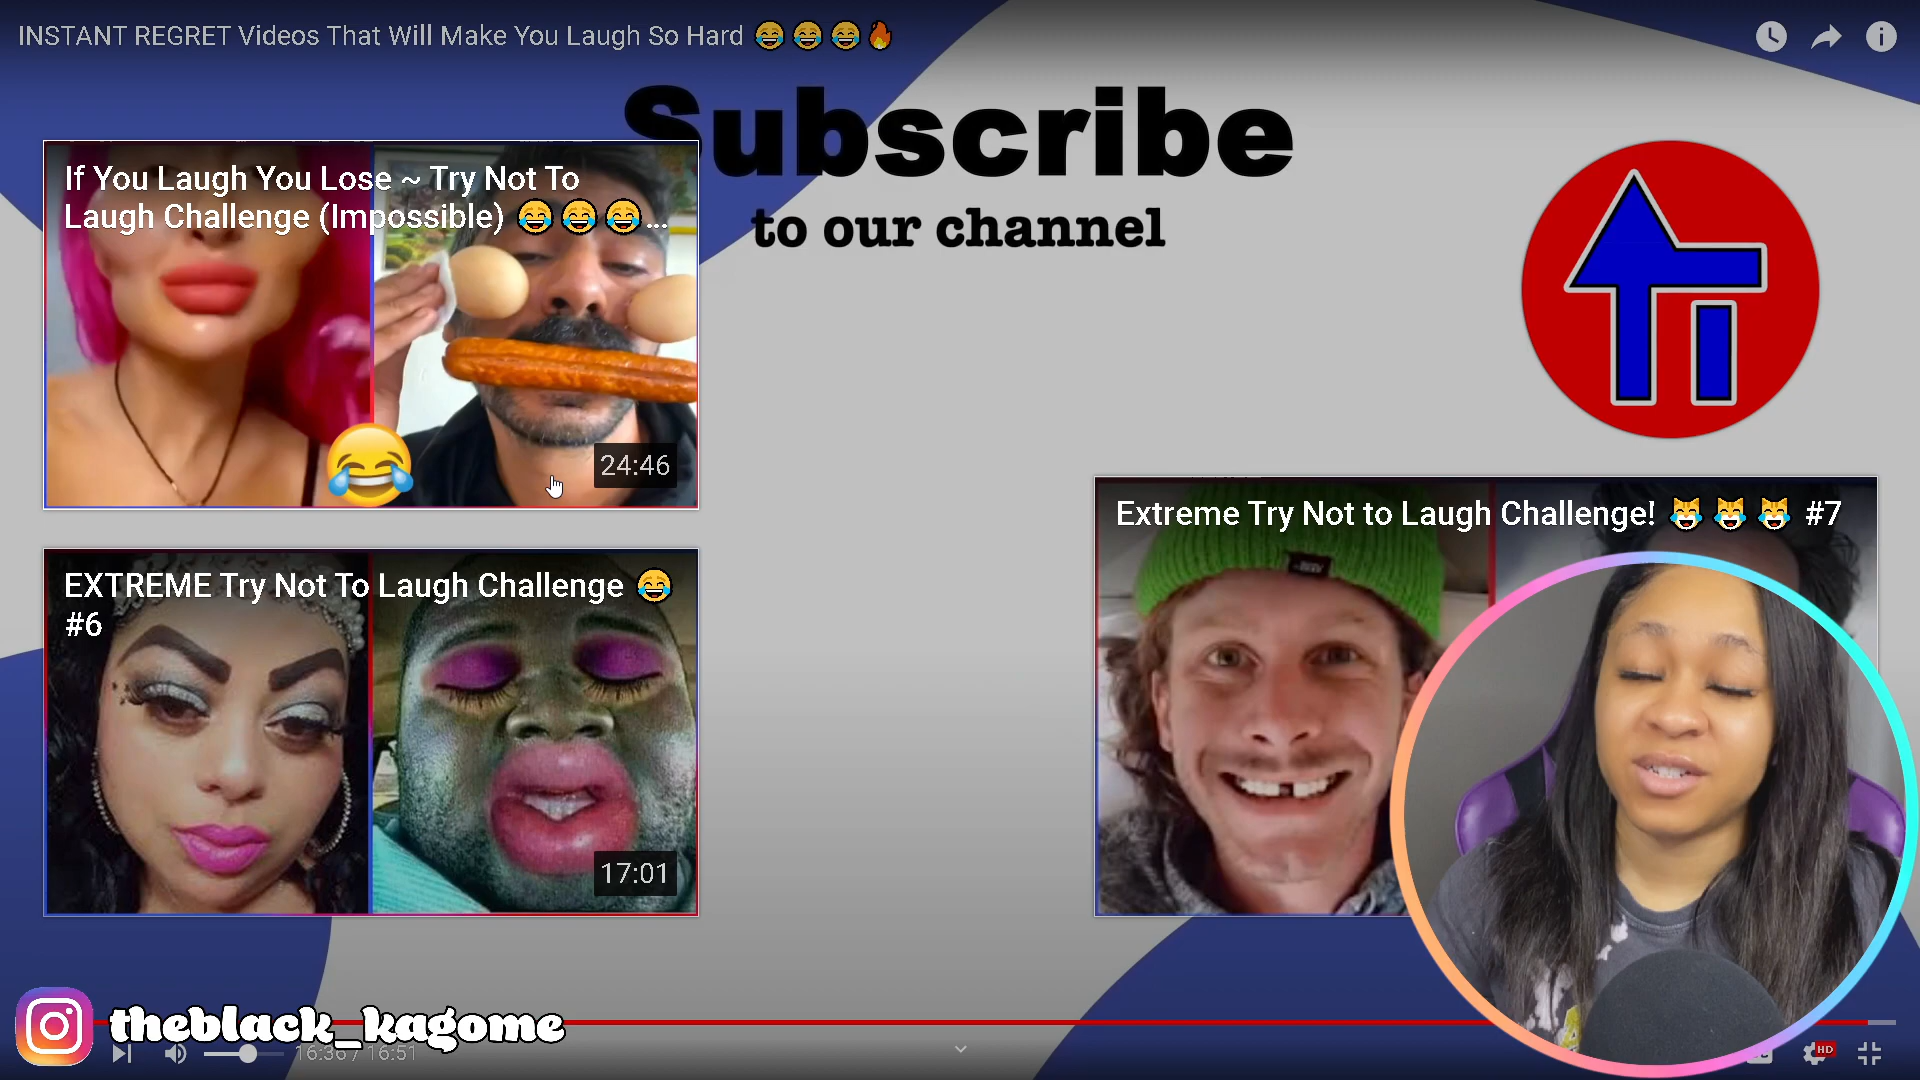 INSTANT REGRET Videos That Will Make You Laugh So Hard 😂 😂 😂 🔥
Subscribe
to our channel
If You Laugh You Lose ~ Try Not To
Laugh Challenge (Impossible) 😂 😂 😂...
24:46
EXTREME Try Not To Laugh Challenge 😂
#6
17:01
Extreme Try Not to Laugh Challenge! 😹 😹 😹 #7
theblack_kagome
16:36 / 16:51
HD